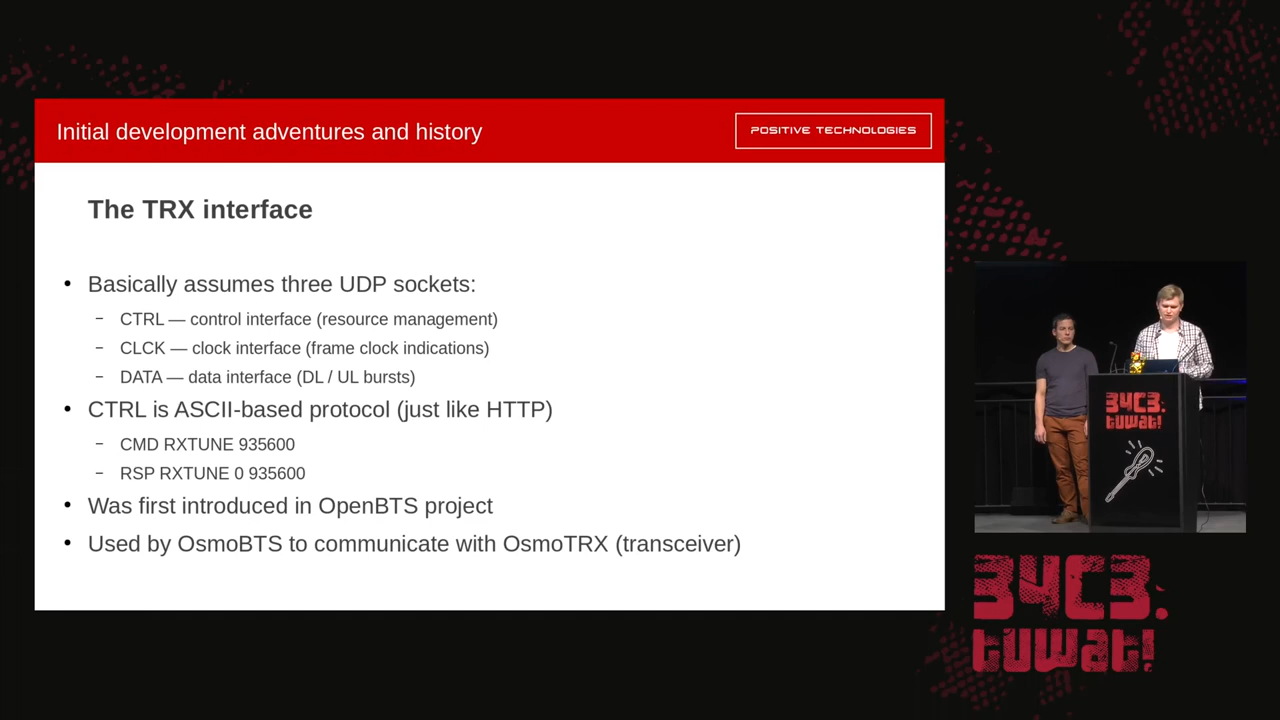 Initial development adventures and history
POSITIVE TECHNOLOGIES
The TRX interface
• Basically assumes three UDP sockets:
– CTRL — control interface (resource management)
– CLCK — clock interface (frame clock indications)
– DATA — data interface (DL / UL bursts)
• CTRL is ASCII-based protocol (just like HTTP)
– CMD RXTUNE 935600
– RSP RXTUNE 0 935600
• Was first introduced in OpenBTS project
• Used by OsmoBTS to communicate with OsmoTRX (transceiver)
34C3.
tuwat!
34C3.
tuwat!